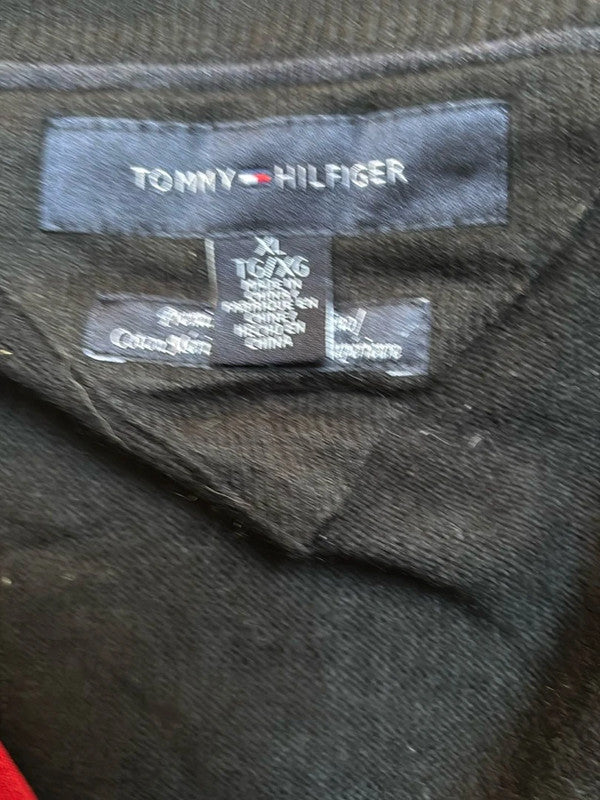 TOMMY HILFIGER
XL
TG/XG
MADE IN
CHINA/
FABRIQUÉ EN
CHINE/
HECHO EN
CHINA